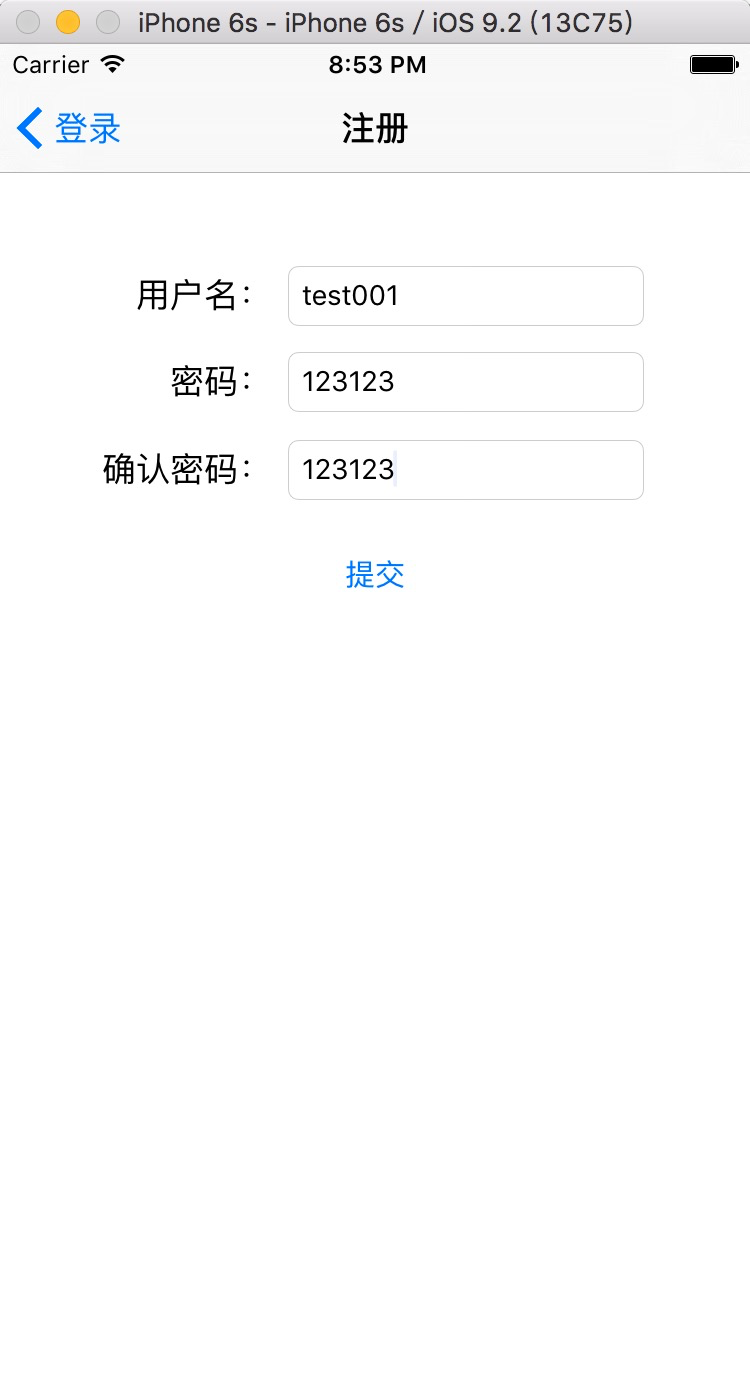 iPhone 6s - iPhone 6s / iOS 9.2 (13C75)
Carrier 8:53 PM
登录 注册
用户名： test001
密码： 123123
确认密码： 123123
提交